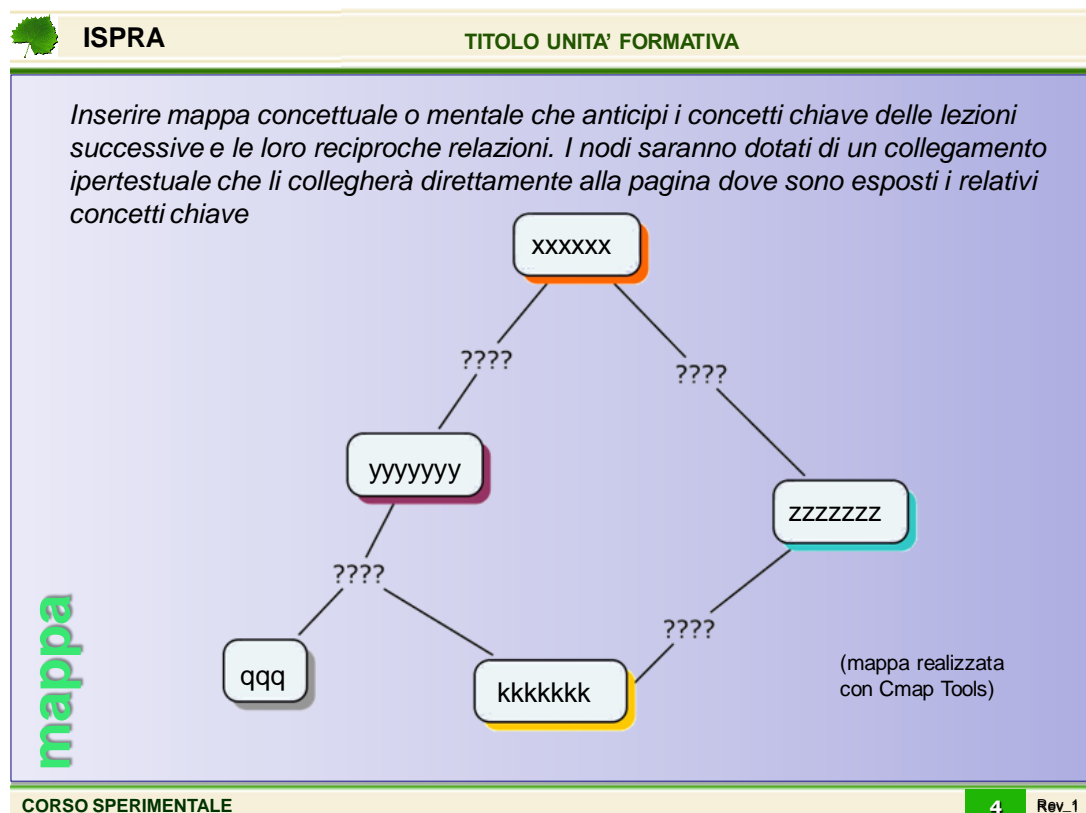 ISPRA
TITOLO UNITA’ FORMATIVA
Inserire mappa concettuale o mentale che anticipi i concetti chiave delle lezioni
successive e le loro reciproche relazioni. I nodi saranno dotati di un collegamento
ipertestuale che li collegherà direttamente alla pagina dove sono esposti i relativi
concetti chiave
xxxxxx
????
????
yyyyyyy
zzzzzzz
????
????
qqq
kkkkkkk
(mappa realizzata
con Cmap Tools)
mappa
CORSO SPERIMENTALE
4
Rev_1